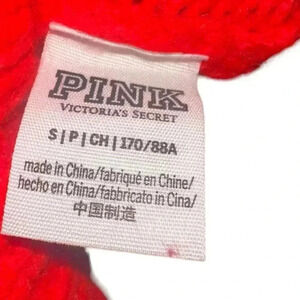 PINK
VICTORIA'S SECRET
S|P|CH|170/88A
made in China/fabriqué en Chine/
hecho en China/fabbricato in Cina/
中国制造